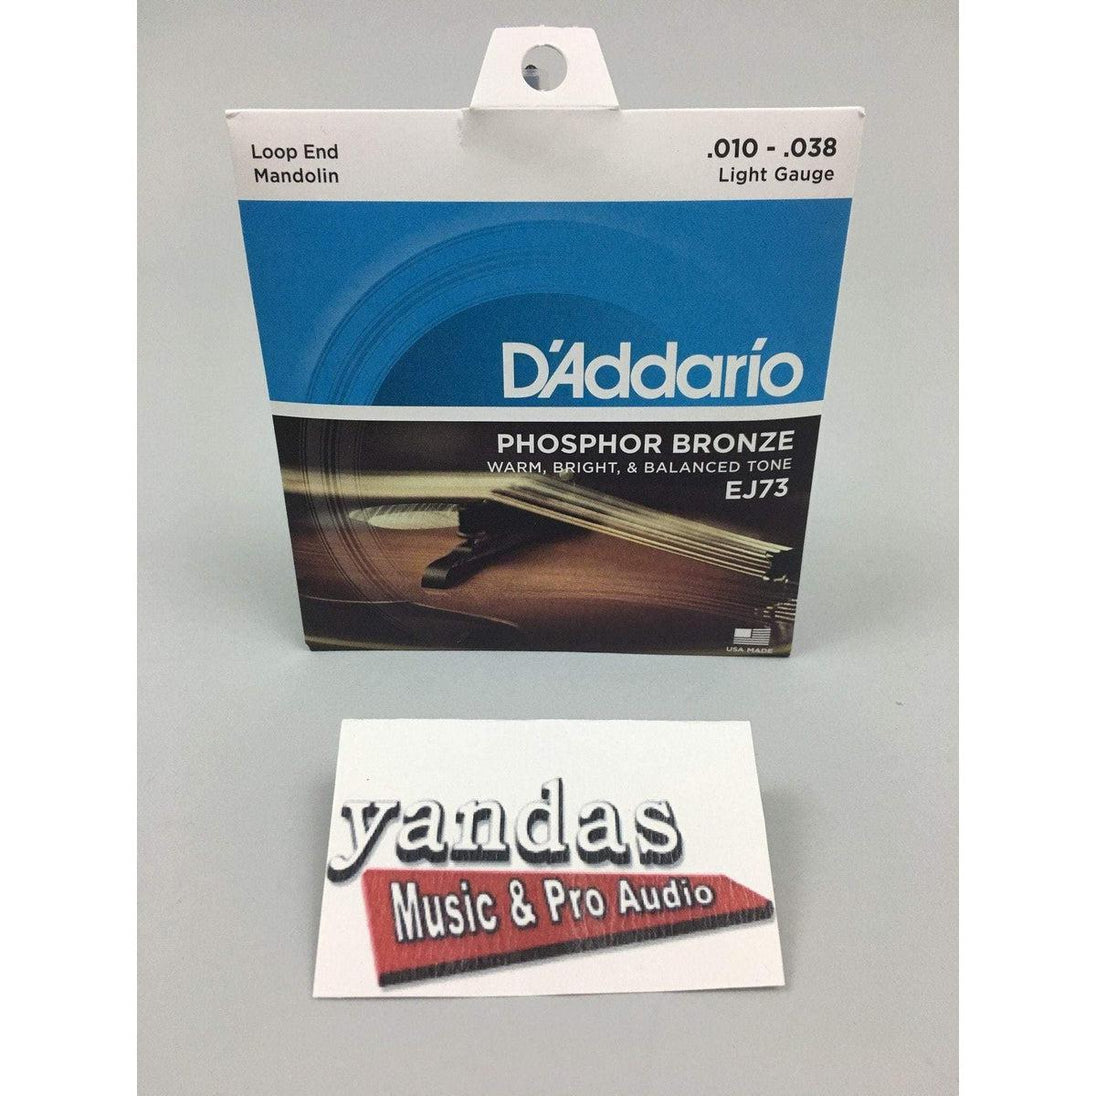 Loop End
Mandolin
.010 - .038
Light Gauge
D'Addario
PHOSPHOR BRONZE
WARM, BRIGHT, & BALANCED TONE
EJ73
USA MADE
yandas
Music & Pro Audio